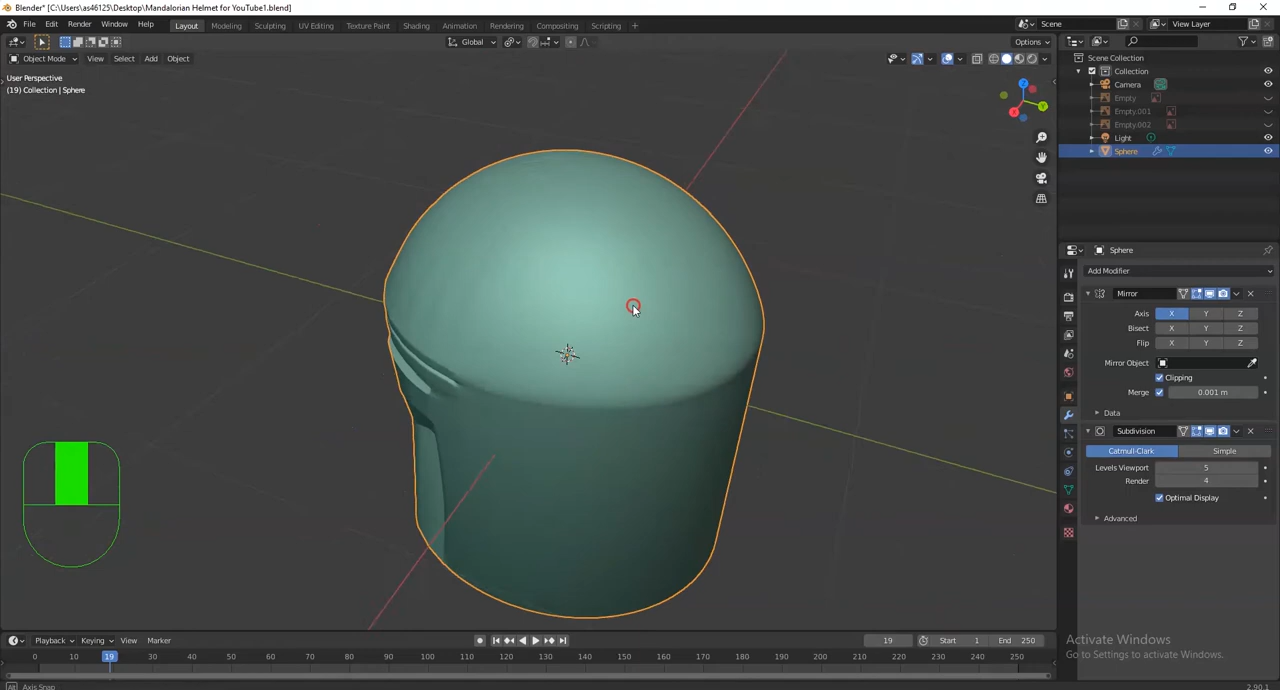 Blender* [C:\Users\as46125\Desktop\Mandalorian Helmet for YouTube1.blend]
File Edit Render Window Help Layout Modeling Sculpting UV Editing Texture Paint Shading Animation Rendering Compositing Scripting + Scene View Layer
Global Options
Object Mode View Select Add Object
User Perspective
(19) Collection | Sphere
Scene Collection
Collection
Camera
Empty
Empty.001
Empty.002
Light
Sphere
Z
Y
X
Sphere
Add Modifier
Mirror
Axis X Y Z
Bisect X Y Z
Flip X Y Z
Mirror Object
Clipping
Merge 0.001 m
Data
Subdivision
Catmull-Clark Simple
Levels Viewport 5
Render 4
Optimal Display
Advanced
Activate Windows
Go to Settings to activate Windows.
Playback Keying View Marker 19 Start 1 End 250
0 10 19 30 40 50 60 70 80 90 100 110 120 130 140 150 160 170 180 190 200 210 220 230 240 250
Alt Axis Snap 2.90.1